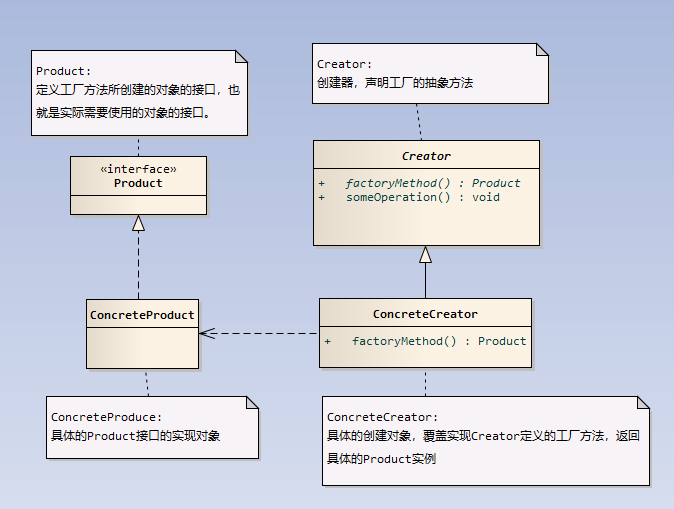 Product:
定义工厂方法所创建的对象的接口，也
就是实际需要使用的对象的接口。
Creator:
创建器，声明工厂的抽象方法
«interface»
Product
Creator
+ factoryMethod() : Product
+ someOperation() : void
ConcreteProduct
ConcreteCreator
+ factoryMethod() : Product
ConcreteProduce:
具体的Product接口的实现对象
ConcreteCreator:
具体的创建对象，覆盖实现Creator定义的工厂方法，返回
具体的Product实例